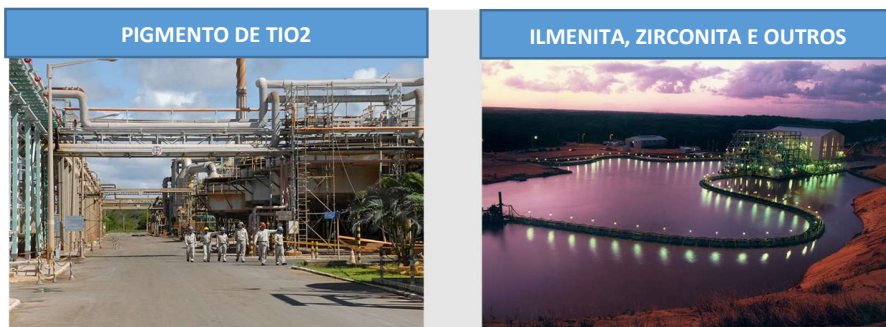 PIGMENTO DE TIO2
ILMENITA, ZIRCONITA E OUTROS